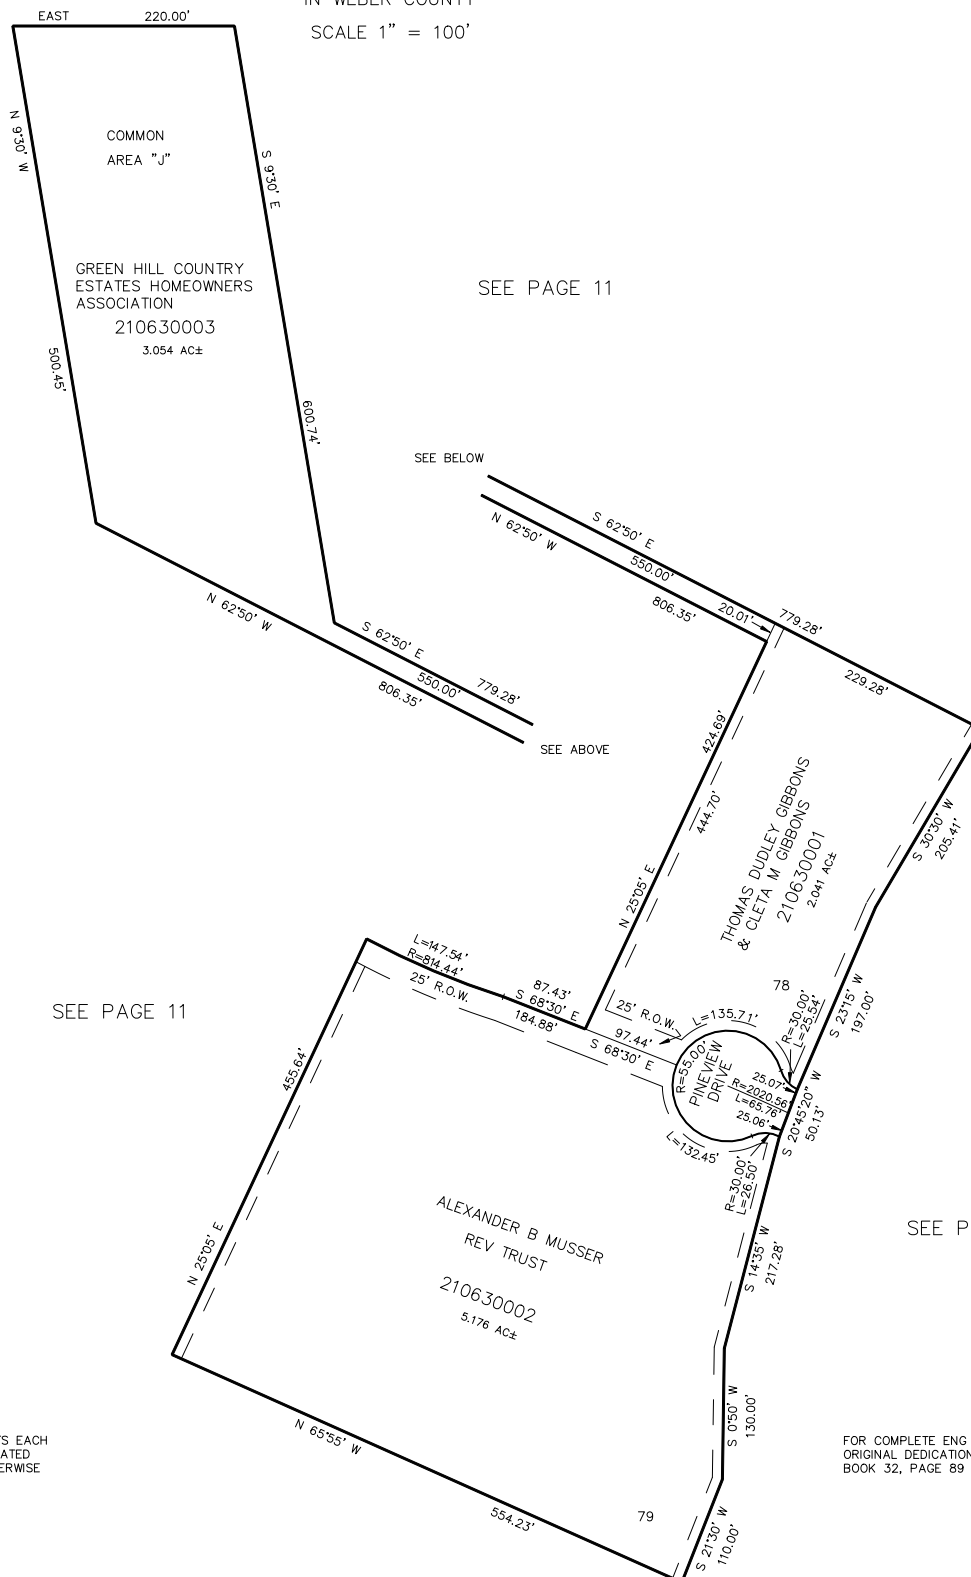 IN WEBER COUNTY
SCALE 1" = 100'
EAST 220.00'
N 9°30' W
COMMON
AREA "J"
S 9°30' E
GREEN HILL COUNTRY
ESTATES HOMEOWNERS
ASSOCIATION
210630003
3.054 AC±
500.45'
600.74'
SEE PAGE 11
SEE BELOW
S 62°50' E
550.00'
779.28'
N 62°50' W
806.35'
20.01'
229.28'
N 62°50' W
806.35'
S 62°50' E
550.00'
779.28'
SEE ABOVE
424.69'
444.70'
N 25°05' E
THOMAS DUDLEY GIBBONS
& CLETA M GIBBONS
210630001
2.041 AC±
S 30°30' W
205.41'
78
S 23°15' W
197.00'
L=147.54'
R=814.44'
25' R.O.W.
87.43'
S 68°30' E
184.88'
25' R.O.W.
97.44'
S 68°30' E
L=135.71'
R=30.00'
L=25.54'
R=55.00'
PINEVIEW
DRIVE
25.07'
R=2020.56'
L=65.76'
25.06'
S 20°45'20" W
50.13'
L=132.45'
R=30.00'
L=26.50'
SEE PAGE 11
455.64'
N 25°05' E
ALEXANDER B MUSSER
REV TRUST
210630002
5.176 AC±
S 14°35' W
217.28'
SEE P
S 0°50' W
130.00'
N 65°55' W
554.23'
79
S 21°30' W
110.00'
S EACH
ATED
ERWISE
FOR COMPLETE ENG
ORIGINAL DEDICATION
BOOK 32, PAGE 89